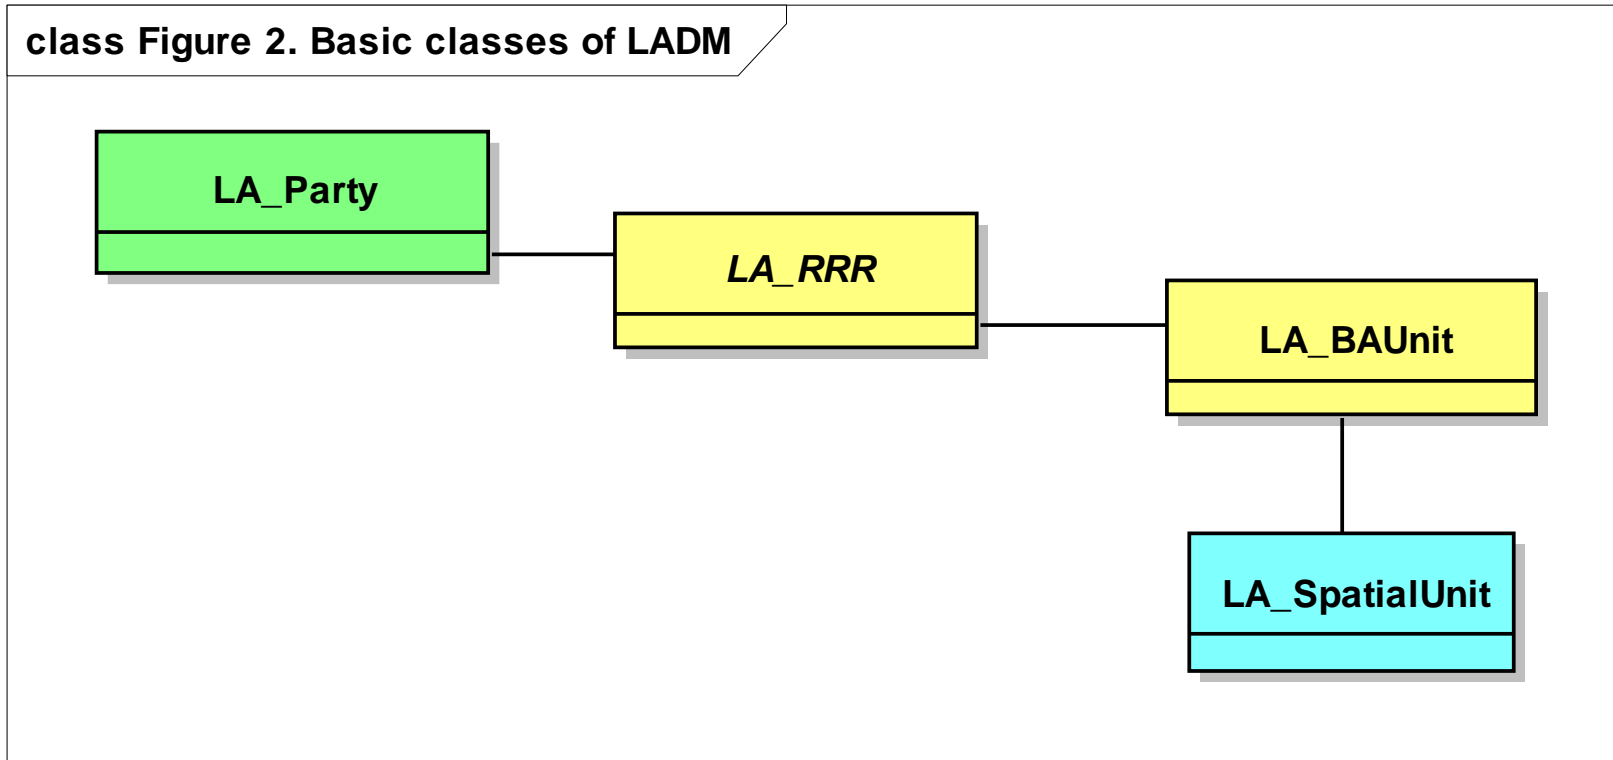 class Figure 2. Basic classes of LADM
LA_Party
LA_RRR
LA_BAUnit
LA_SpatialUnit